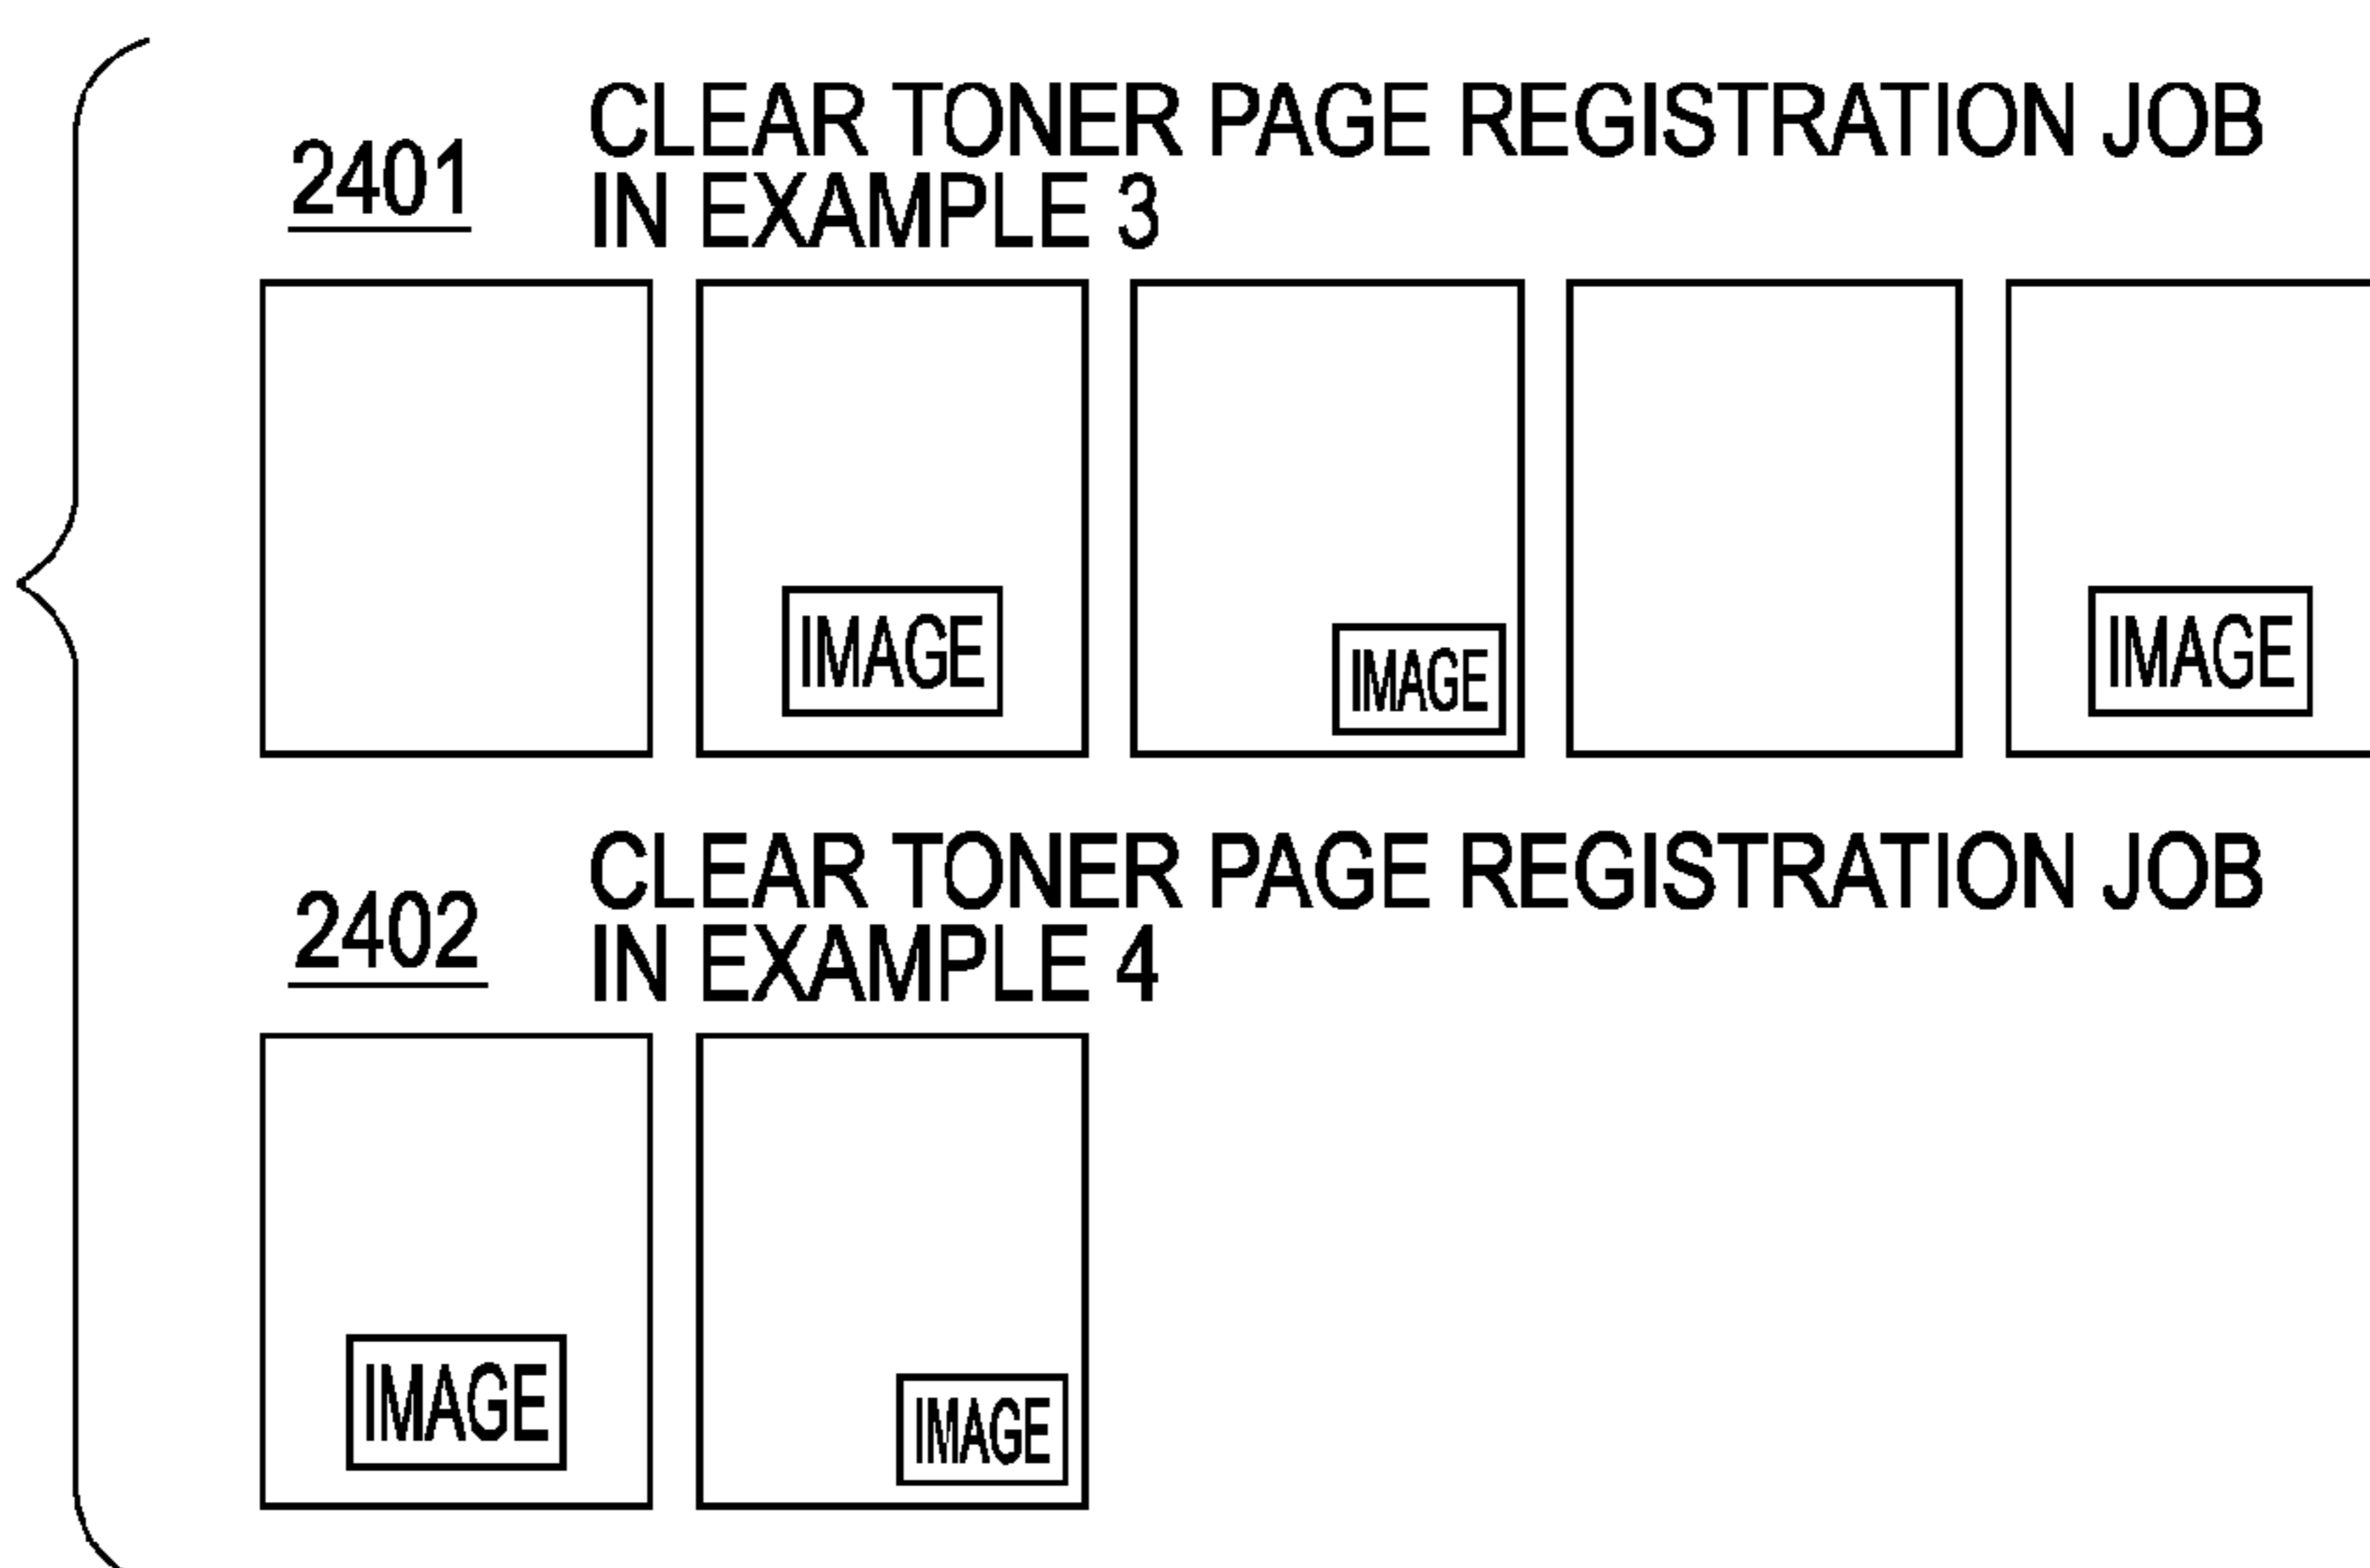 2401
CLEAR TONER PAGE REGISTRATION JOB
IN EXAMPLE 3
IMAGE
IMAGE
IMAGE
2402
CLEAR TONER PAGE REGISTRATION JOB
IN EXAMPLE 4
IMAGE
IMAGE